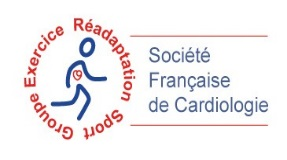 Groupe Exercice Réadaptation Sport
Société
Française
de Cardiologie